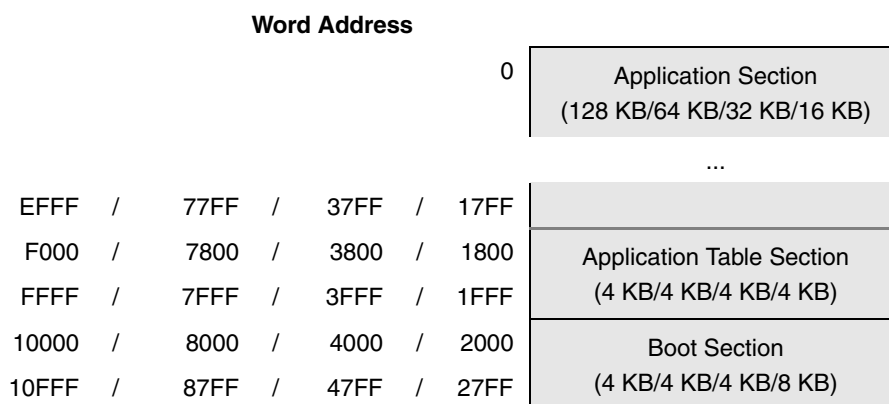 Word Address
0 Application Section
(128 KB/64 KB/32 KB/16 KB)
...
EFFF / 77FF / 37FF / 17FF
F000 / 7800 / 3800 / 1800 Application Table Section
FFFF / 7FFF / 3FFF / 1FFF (4 KB/4 KB/4 KB/4 KB)
10000 / 8000 / 4000 / 2000 Boot Section
10FFF / 87FF / 47FF / 27FF (4 KB/4 KB/4 KB/8 KB)